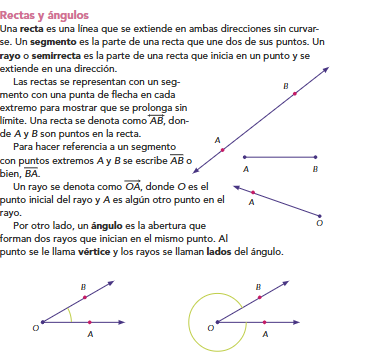 Rectas y ángulos
Una recta es una línea que se extiende en ambas direcciones sin curvar-
se. Un segmento es la parte de una recta que une dos de sus puntos. Un
rayo o semirrecta es la parte de una recta que inicia en un punto y se
extiende en una dirección.
Las rectas se representan con un seg-
mento con una punta de flecha en cada
extremo para mostrar que se prolonga sin
límite. Una recta se denota como AB, don-
de A y B son puntos en la recta.
Para hacer referencia a un segmento
con puntos extremos A y B se escribe AB o
bien, BA.
Un rayo se denota como OA, donde O es el
punto inicial del rayo y A es algún otro punto en el
rayo.
Por otro lado, un ángulo es la abertura que
forman dos rayos que inician en el mismo punto. Al
punto se le llama vértice y los rayos se llaman lados del ángulo.
B
A
A B
A
O
B
O
A
B
O
A